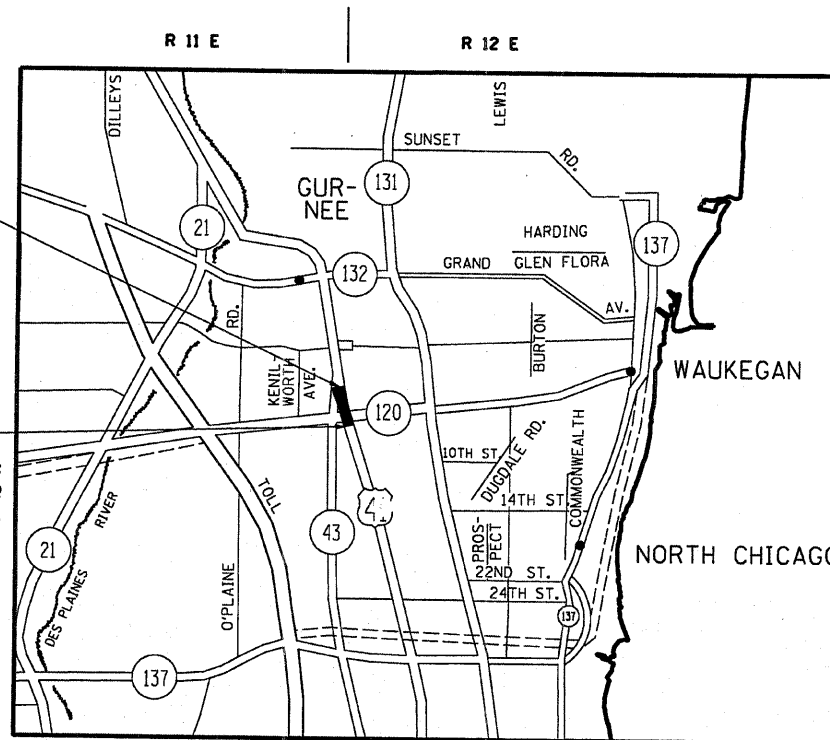 R 11 E
R 12 E
DILLEYS
LEWIS
SUNSET
RD.
131
GUR-
NEE
21
HARDING
137
132
GRAND
GLEN FLORA
AV.
RD.
KENIL-
WORTH
AVE.
BURTON
WAUKEGAN
120
10TH ST.
DUGDALE RD.
COMMONWEALTH
14TH ST.
TOLL
41
43
RIVER
21
PROS-
PECT
NORTH CHICAGO
22ND ST.
24TH ST.
DES PLAINES
O'PLAINE
137
137